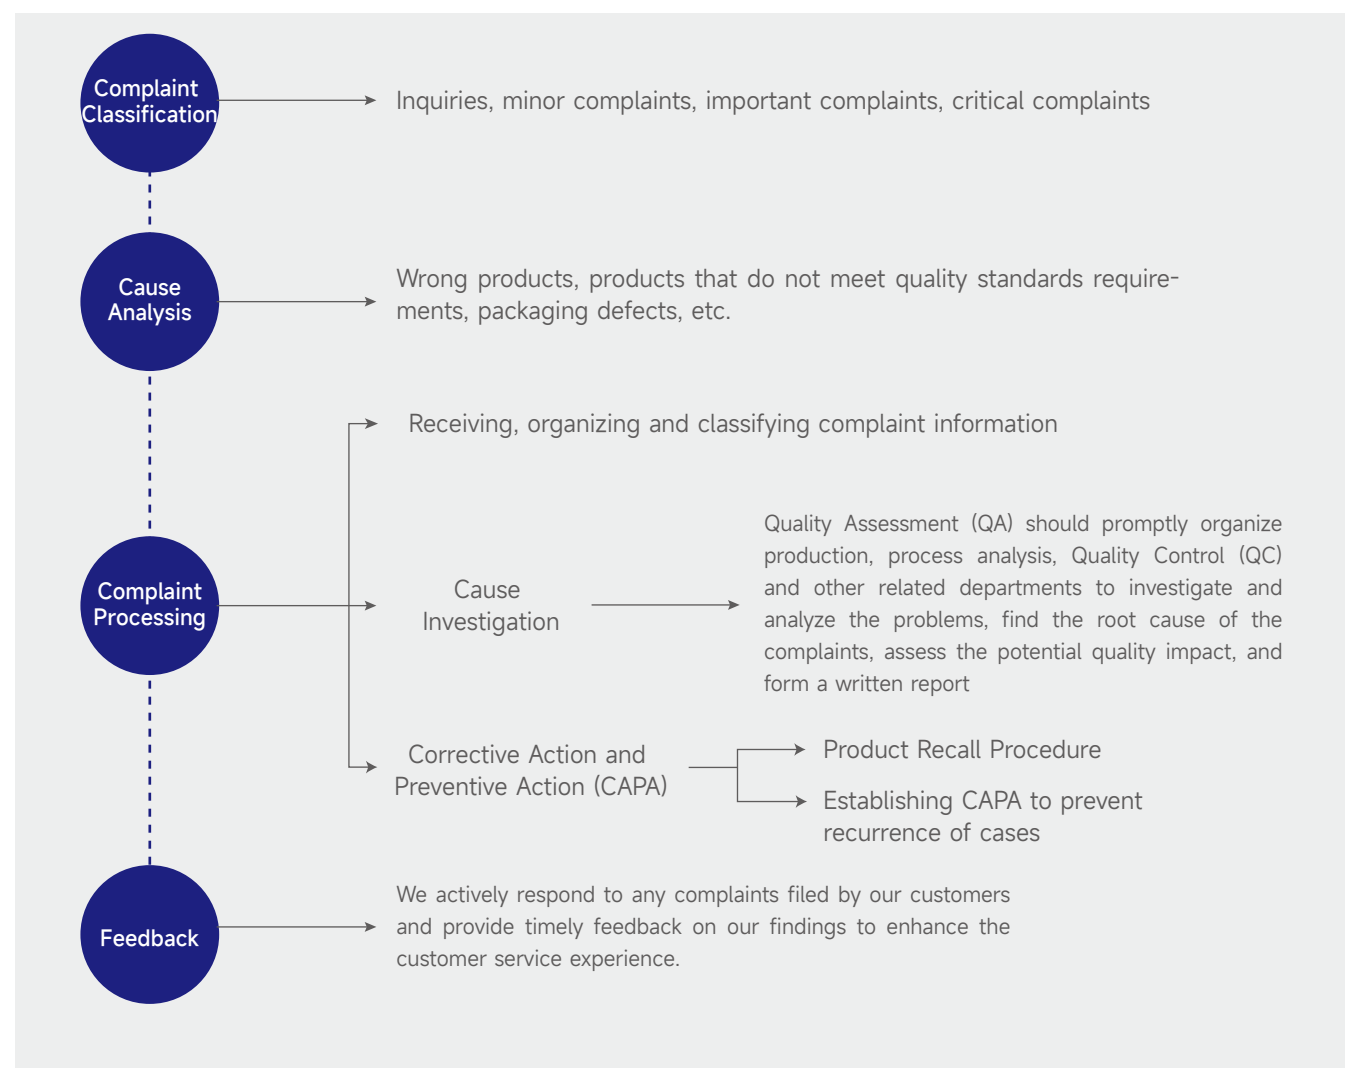 Complaint
Classification
Inquiries, minor complaints, important complaints, critical complaints
Cause
Analysis
Wrong products, products that do not meet quality standards require-
ments, packaging defects, etc.
Complaint
Processing
Receiving, organizing and classifying complaint information
Cause
Investigation
Quality Assessment (QA) should promptly organize
production, process analysis, Quality Control (QC)
and other related departments to investigate and
analyze the problems, find the root cause of the
complaints, assess the potential quality impact, and
form a written report
Corrective Action and
Preventive Action (CAPA)
Product Recall Procedure
Establishing CAPA to prevent
recurrence of cases
Feedback
We actively respond to any complaints filed by our customers
and provide timely feedback on our findings to enhance the
customer service experience.